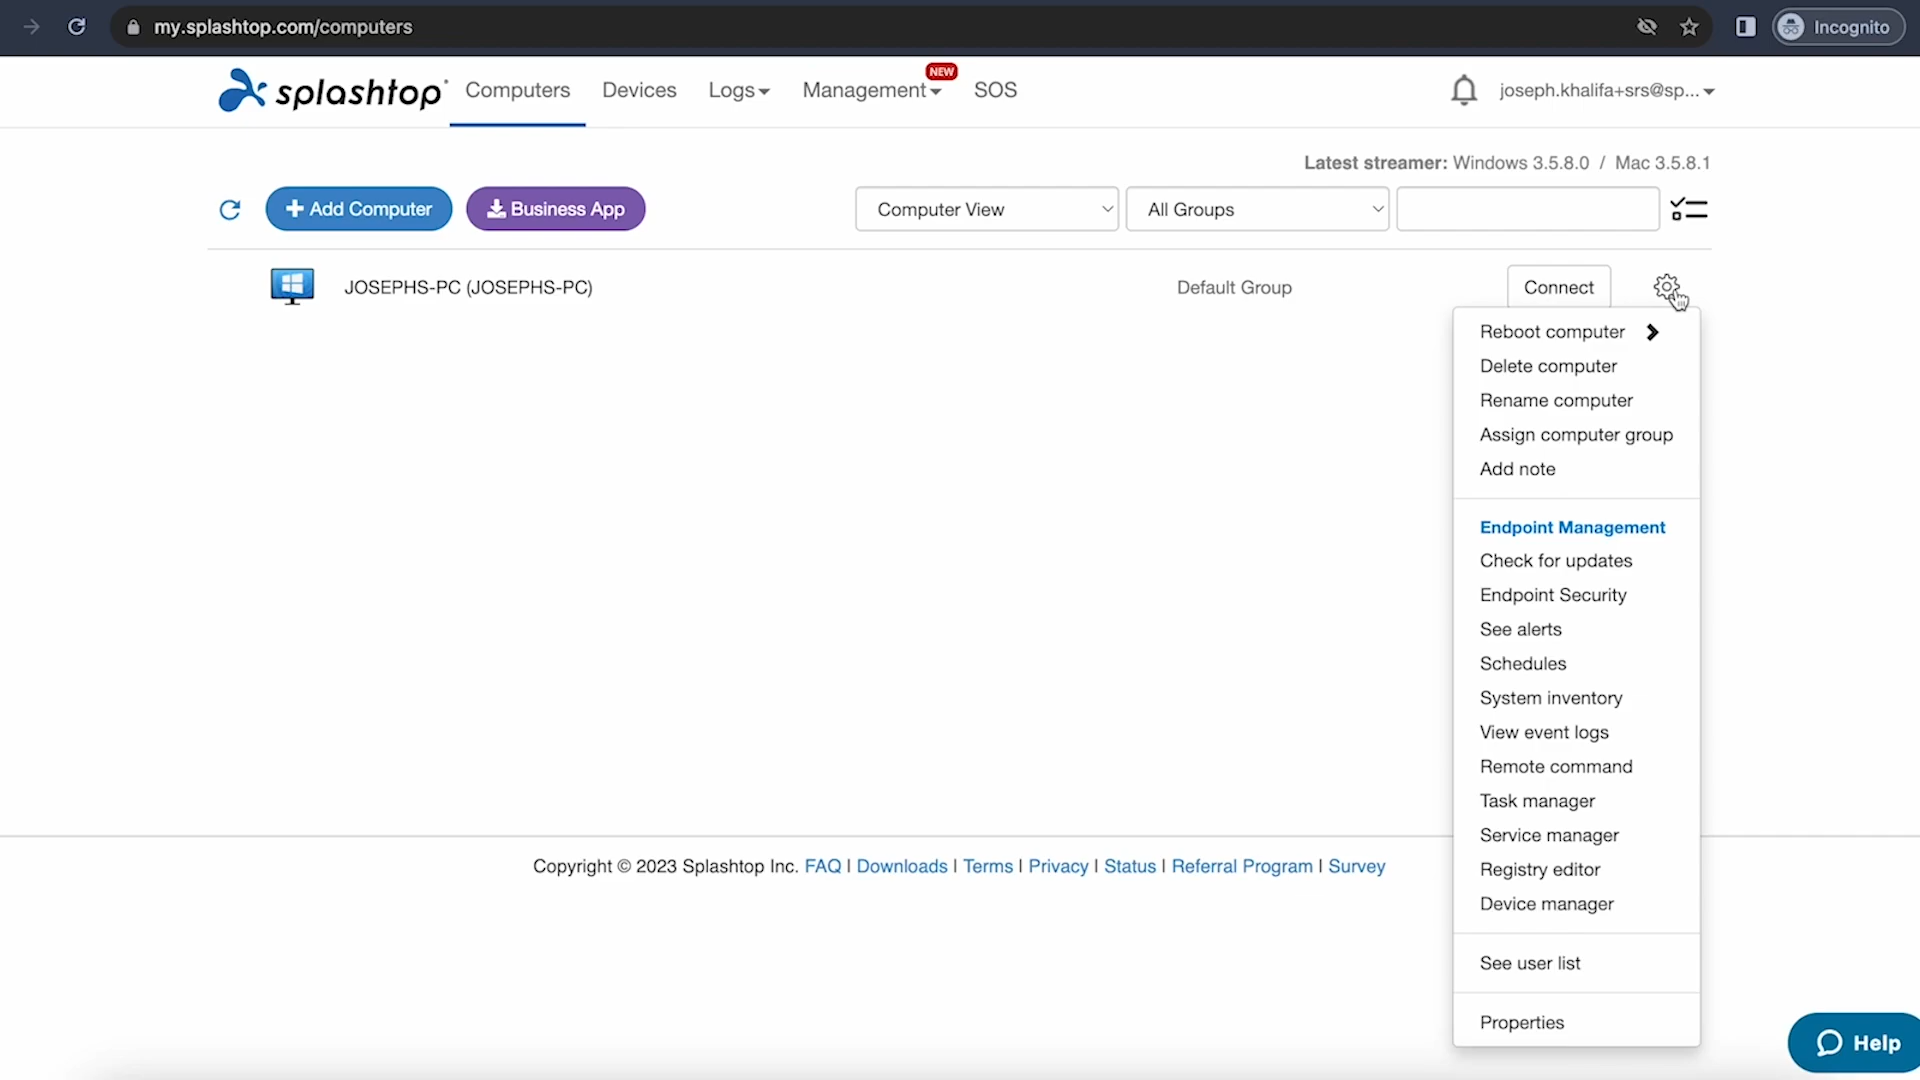 my.splashtop.com/computers
Incognito
splashtop
Computers
Devices
Logs
Management
NEW
SOS
joseph.khalifa+srs@sp...
Latest streamer: Windows 3.5.8.0 / Mac 3.5.8.1
Add Computer
Business App
Computer View
All Groups
JOSEPHS-PC (JOSEPHS-PC)
Default Group
Connect
Reboot computer
Delete computer
Rename computer
Assign computer group
Add note
Endpoint Management
Check for updates
Endpoint Security
See alerts
Schedules
System inventory
View event logs
Remote command
Task manager
Service manager
Registry editor
Device manager
See user list
Properties
Copyright © 2023 Splashtop Inc. FAQ | Downloads | Terms | Privacy | Status | Referral Program | Survey
Help